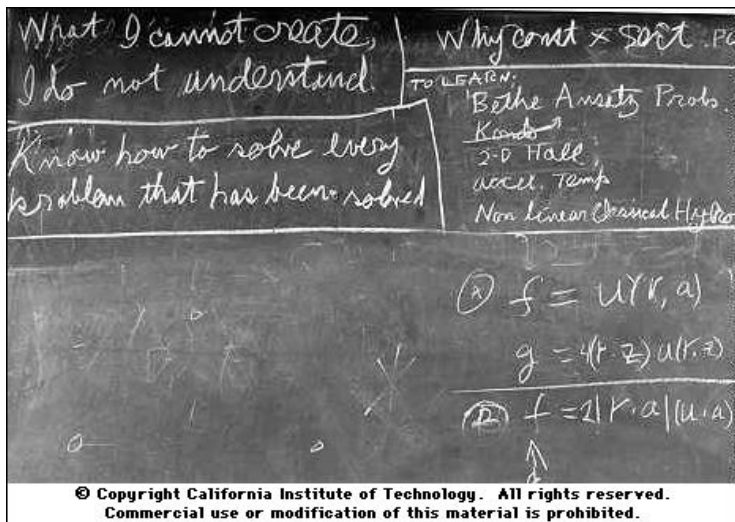 What I cannot create,
I do not understand.
Know how to solve every
problem that has been solved
Why const × sort . PO
TO LEARN:
Bethe Ansatz Probs.
Kondo
2-D Hall
accel. Temp
Non linear Classical Hydro
(A) f = u(r, a)
g = 4(r·z) u(r,z)
(B) f = 2|r·a|(u·a)
© Copyright California Institute of Technology. All rights reserved.
Commercial use or modification of this material is prohibited.